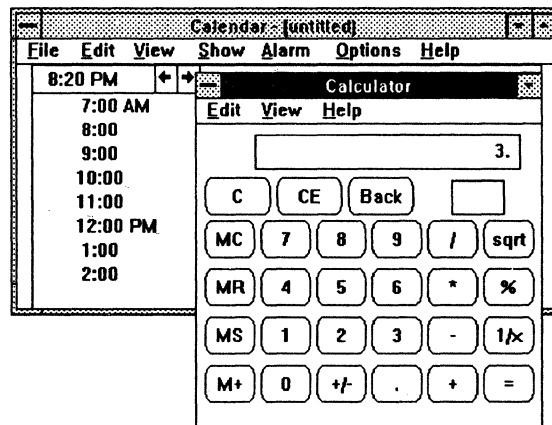 Calendar - [untitled]
File Edit View Show Alarm Options Help
8:20 PM
7:00 AM
8:00
9:00
10:00
11:00
12:00 PM
1:00
2:00
Calculator
Edit View Help
3.
C CE Back
MC 7 8 9 / sqrt
MR 4 5 6 * %
MS 1 2 3 - 1/x
M+ 0 +/- . + =